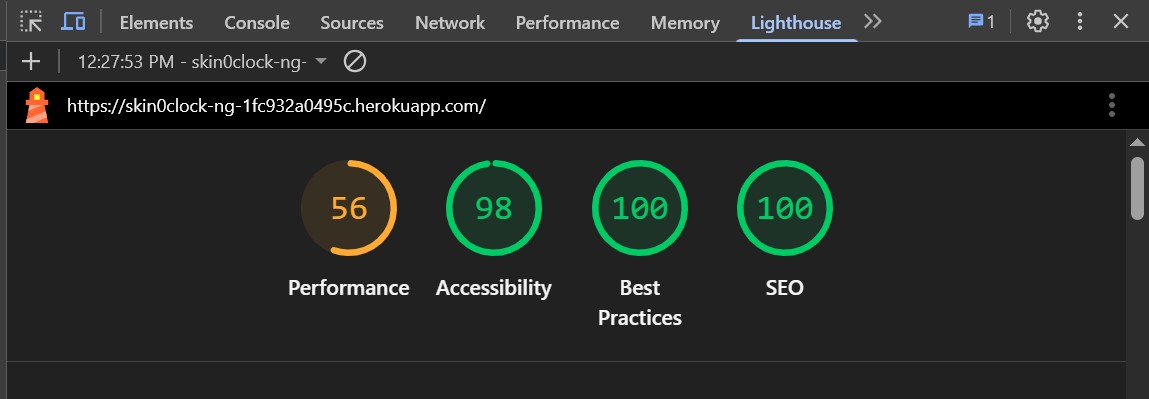 Elements Console Sources Network Performance Memory Lighthouse 1
12:27:53 PM - skin0clock-ng-
https://skin0clock-ng-1fc932a0495c.herokuapp.com/
56 98 100 100
Performance Accessibility Best Practices SEO